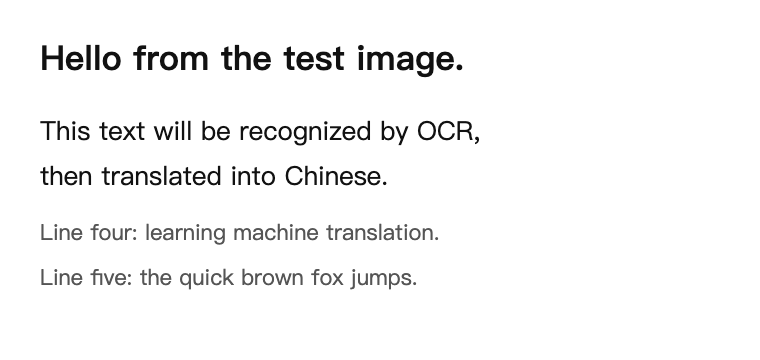 Hello from the test image.
This text will be recognized by OCR,
then translated into Chinese.
Line four: learning machine translation.
Line five: the quick brown fox jumps.